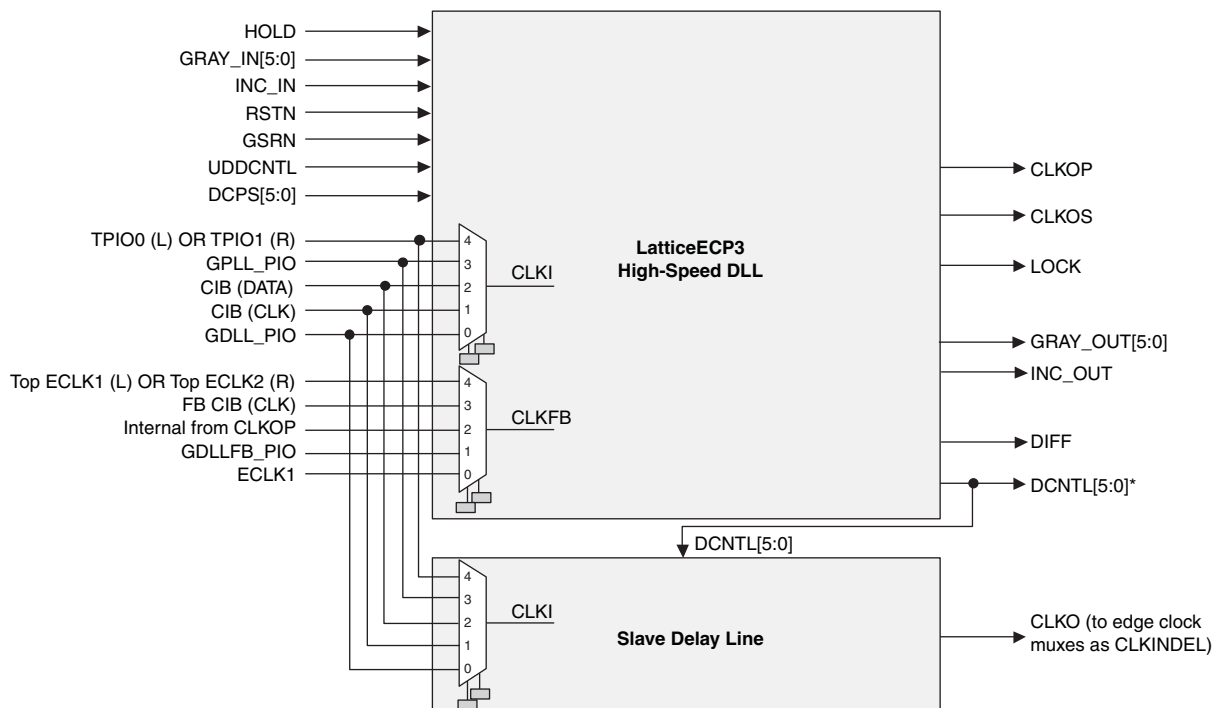 HOLD
GRAY_IN[5:0]
INC_IN
RSTN
GSRN
UDDCNTL
DCPS[5:0]
TPIO0 (L) OR TPIO1 (R)
GPLL_PIO
CIB (DATA)
CIB (CLK)
GDLL_PIO
4
3
2
1
0
CLKI
Top ECLK1 (L) OR Top ECLK2 (R)
FB CIB (CLK)
Internal from CLKOP
GDLLFB_PIO
ECLK1
4
3
2
1
0
CLKFB
LatticeECP3
High-Speed DLL
CLKOP
CLKOS
LOCK
GRAY_OUT[5:0]
INC_OUT
DIFF
DCNTL[5:0]*
DCNTL[5:0]
4
3
2
1
0
CLKI
Slave Delay Line
CLKO (to edge clock
muxes as CLKINDEL)